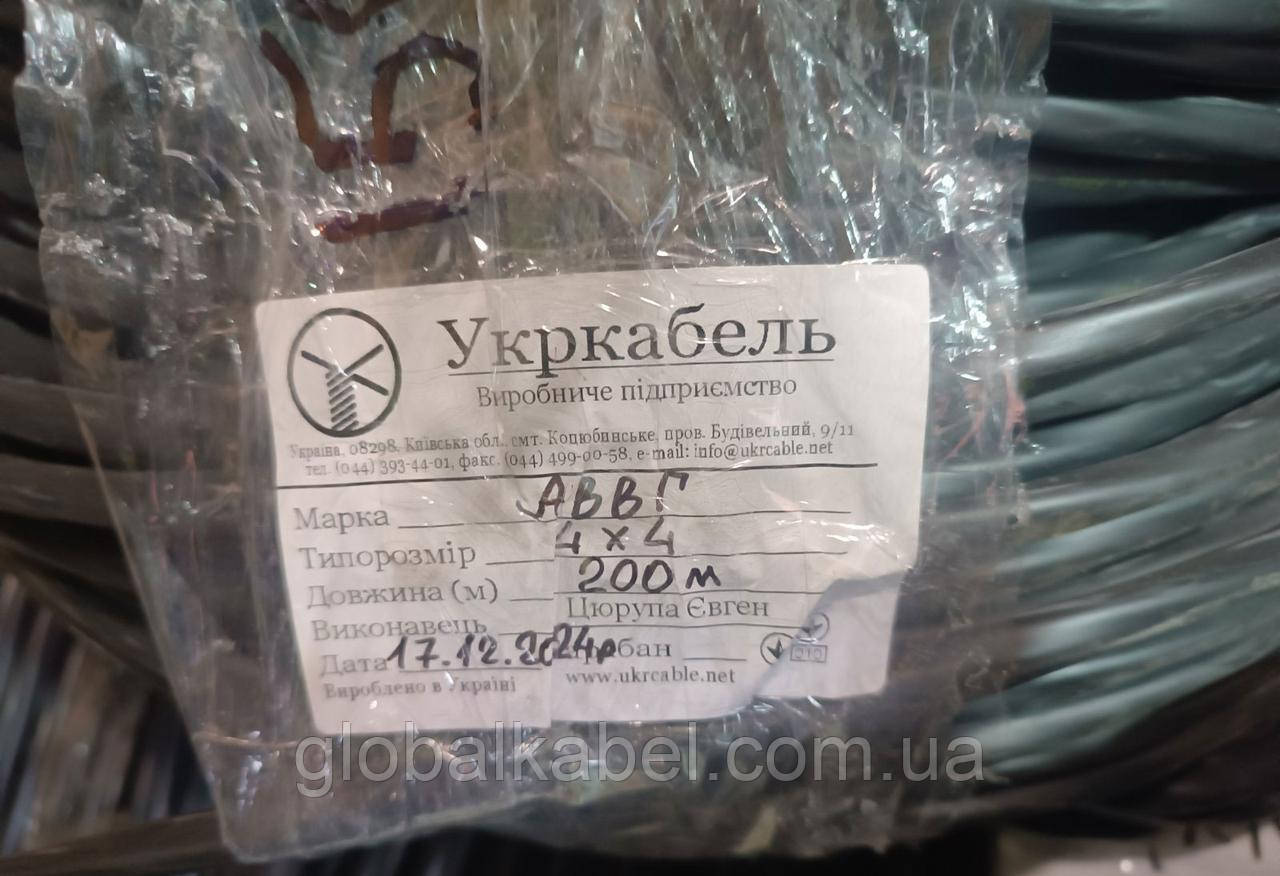 Укркабель
Виробниче підприємство
Україна, 08298, Київська обл., смт. Коцюбинське, пров. Будівельний, 9/11
тел. (044) 393-44-01, факс. (044) 499-00-58, e-mail: info@ukrcable.net
Марка АВВГ
Типорозмір 4х4
Довжина (м) 200м
Виконавець Цюрупа Євген
Дата 17.12.2024р бан
Вироблено в Україні www.ukrcable.net
globalkabel.com.ua